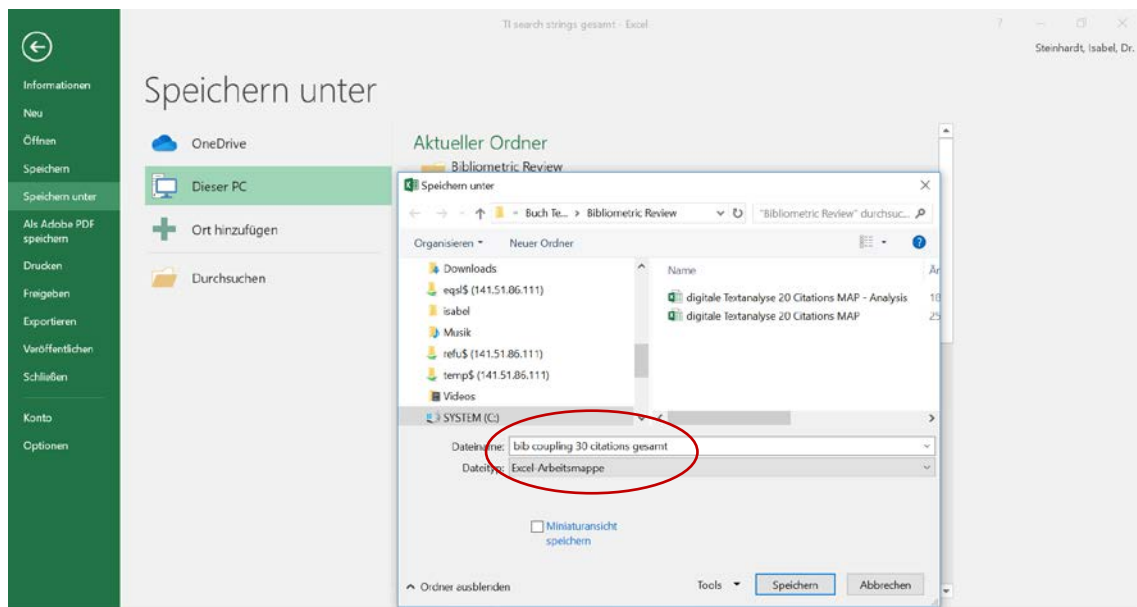 TI search strings gesamt - Excel
? 
Steinhardt, Isabel, Dr.
Informationen
Neu
Öffnen
Speichern
Speichern unter
Als Adobe PDF
speichern
Drucken
Freigeben
Exportieren
Veröffentlichen
Schließen
Konto
Optionen
Speichern unter
OneDrive
Dieser PC
Ort hinzufügen
Durchsuchen
Aktueller Ordner
Bibliometric Review
Speichern unter
« Buch Te... > Bibliometric Review
"Bibliometric Review" durchsuc...
Organisieren
Neuer Ordner
?
Downloads
eqsl$ (141.51.86.111)
isabel
Musik
refu$ (141.51.86.111)
temp$ (141.51.86.111)
Videos
SYSTEM (C:)
Name
Än
digitale Textanalyse 20 Citations MAP - Analysis 18
digitale Textanalyse 20 Citations MAP 25
Dateiname: bib coupling 30 citations gesamt
Dateityp: Excel-Arbeitsmappe
Miniaturansicht
speichern
Ordner ausblenden
Tools
Speichern
Abbrechen